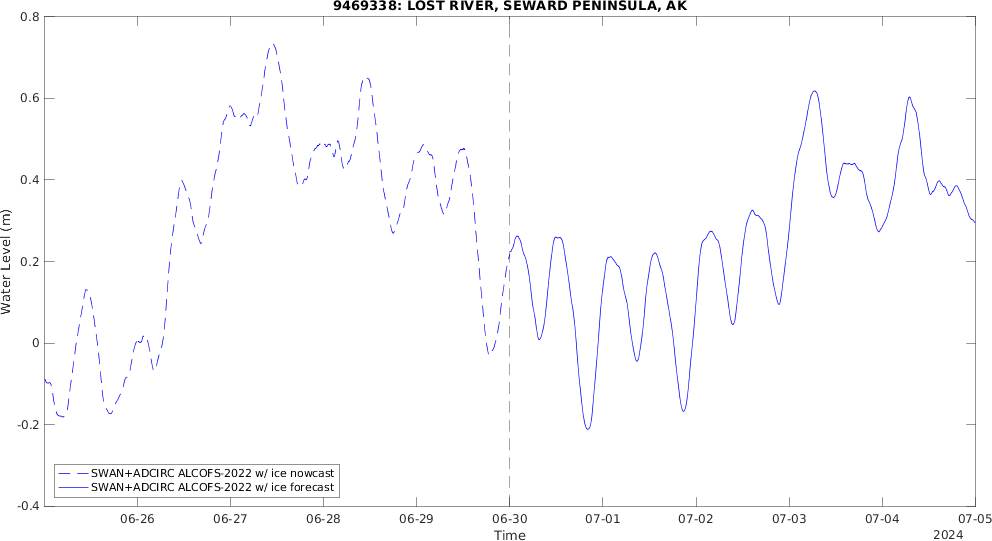 9469338: LOST RIVER, SEWARD PENINSULA, AK
0.8
0.6
0.4
0.2
0
-0.2
-0.4
Water Level (m)
SWAN+ADCIRC ALCOFS-2022 w/ ice nowcast
SWAN+ADCIRC ALCOFS-2022 w/ ice forecast
06-26 06-27 06-28 06-29 06-30 07-01 07-02 07-03 07-04 07-05
Time
2024